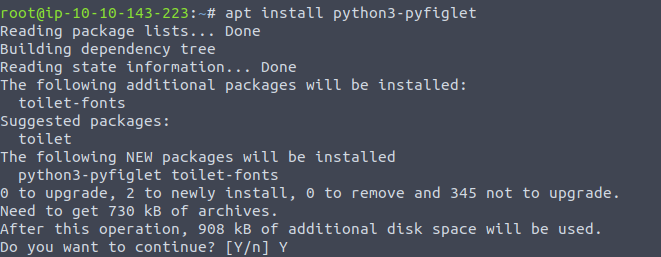 root@ip-10-10-143-223:~# apt install python3-pyfiglet
Reading package lists... Done
Building dependency tree
Reading state information... Done
The following additional packages will be installed:
  toilet-fonts
Suggested packages:
  toilet
The following NEW packages will be installed
  python3-pyfiglet toilet-fonts
0 to upgrade, 2 to newly install, 0 to remove and 345 not to upgrade.
Need to get 730 kB of archives.
After this operation, 908 kB of additional disk space will be used.
Do you want to continue? [Y/n] Y